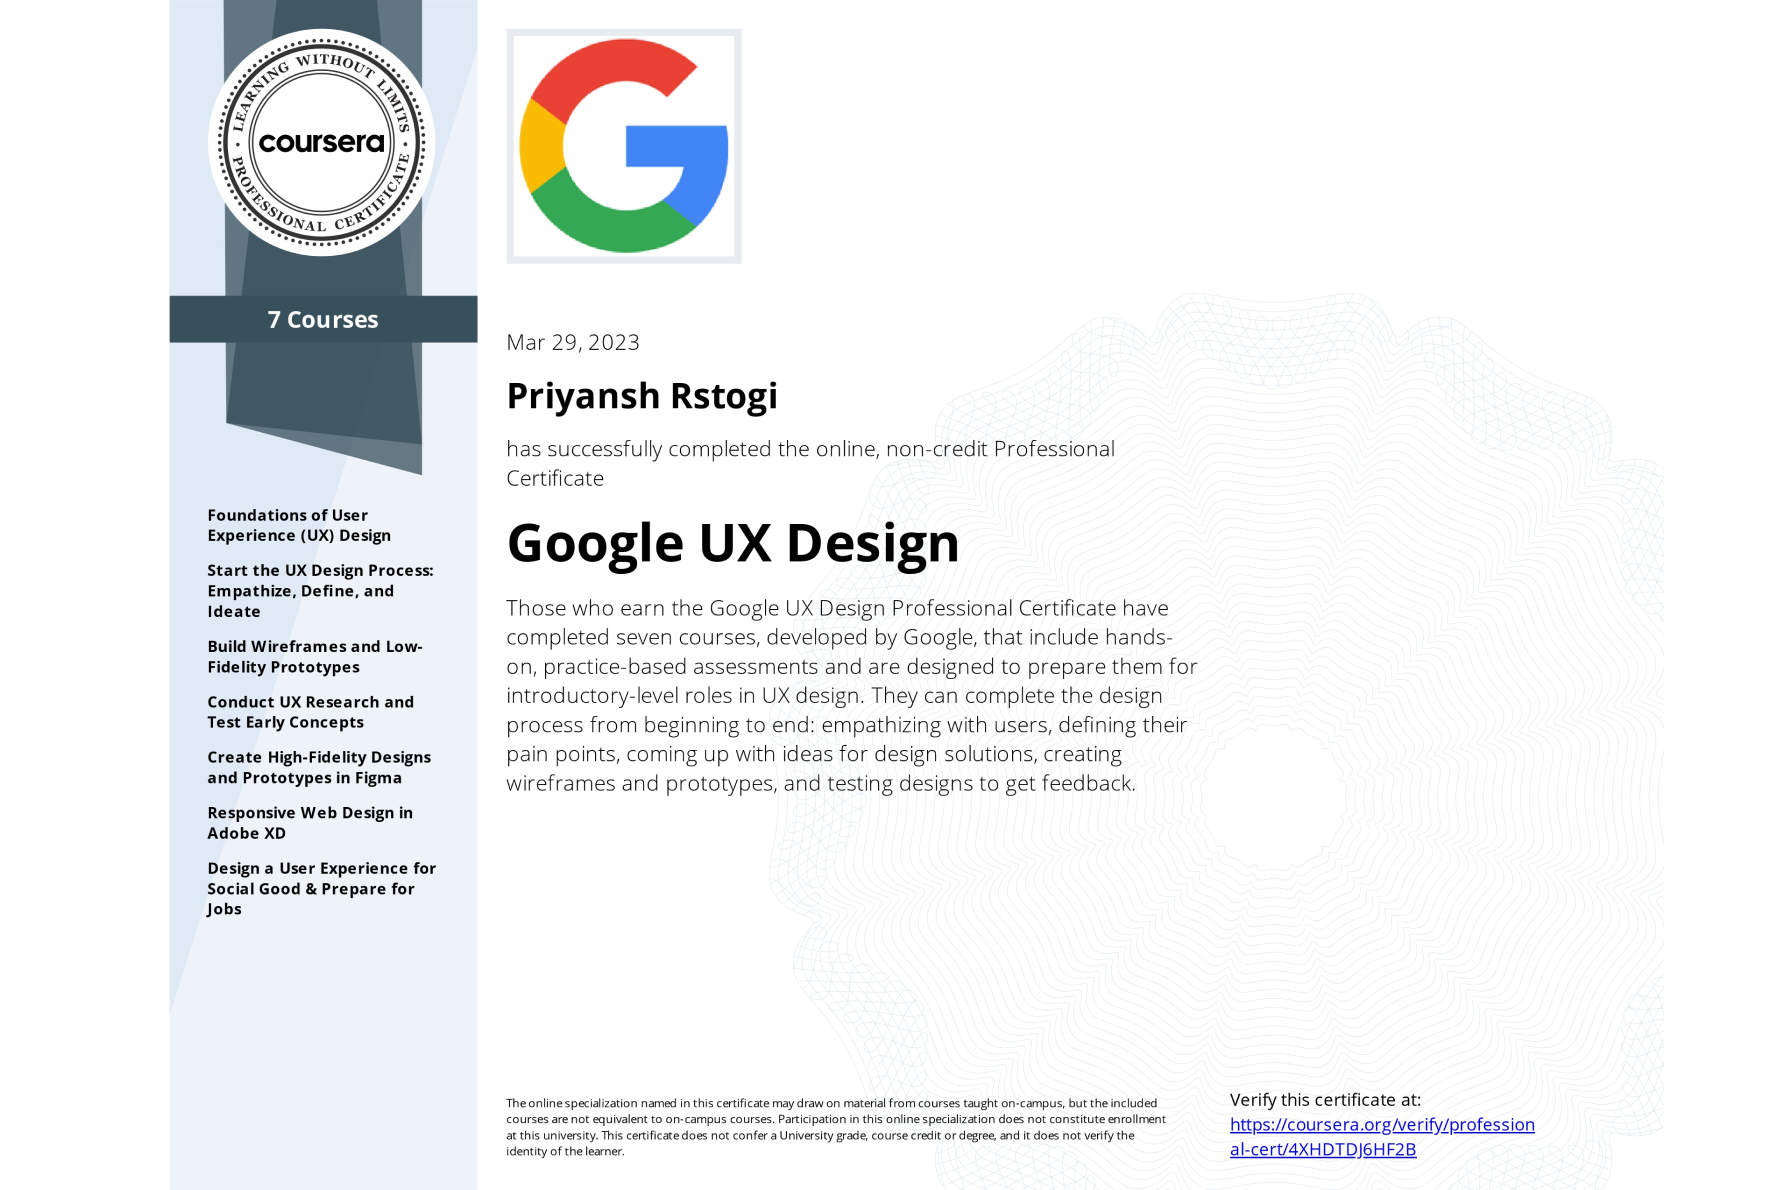 LEARNING WITHOUT LIMITS
coursera
PROFESSIONAL CERTIFICATE
7 Courses
Foundations of User
Experience (UX) Design
Start the UX Design Process:
Empathize, Define, and
Ideate
Build Wireframes and Low-
Fidelity Prototypes
Conduct UX Research and
Test Early Concepts
Create High-Fidelity Designs
and Prototypes in Figma
Responsive Web Design in
Adobe XD
Design a User Experience for
Social Good & Prepare for
Jobs
Mar 29, 2023
Priyansh Rstogi
has successfully completed the online, non-credit Professional
Certificate
Google UX Design
Those who earn the Google UX Design Professional Certificate have
completed seven courses, developed by Google, that include hands-
on, practice-based assessments and are designed to prepare them for
introductory-level roles in UX design. They can complete the design
process from beginning to end: empathizing with users, defining their
pain points, coming up with ideas for design solutions, creating
wireframes and prototypes, and testing designs to get feedback.
The online specialization named in this certificate may draw on material from courses taught on-campus, but the included
courses are not equivalent to on-campus courses. Participation in this online specialization does not constitute enrollment
at this university. This certificate does not confer a University grade, course credit or degree, and it does not verify the
identity of the learner.
Verify this certificate at:
https://coursera.org/verify/profession
al-cert/4XHDTDJ6HF2B